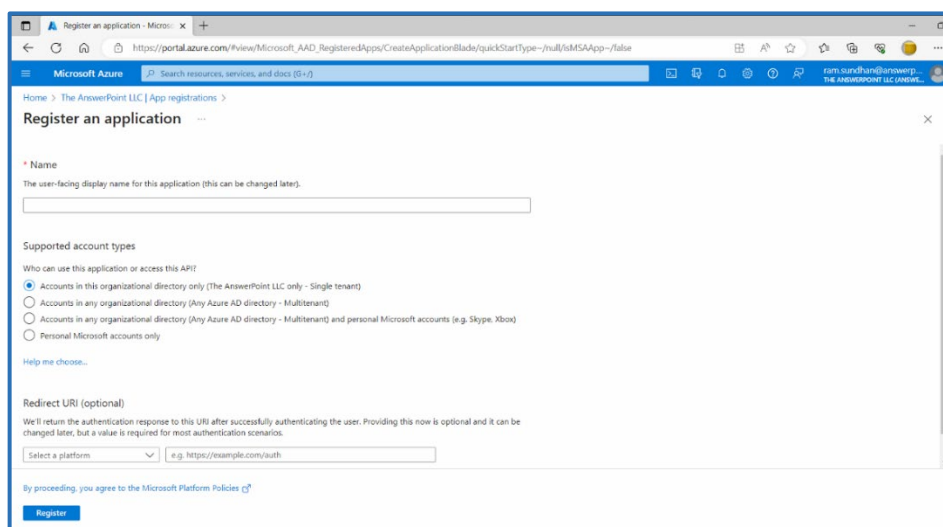 Register an application - Micros
https://portal.azure.com/#view/Microsoft_AAD_RegisteredApps/CreateApplicationBlade/quickStartType~/null/isMSAApp~/false
Microsoft Azure
Search resources, services, and docs (G+/)
ram.sundhan@answerp...
THE ANSWERPOINT LLC (ANSWE...
Home > The AnswerPoint LLC | App registrations >
Register an application ...
* Name
The user-facing display name for this application (this can be changed later).
Supported account types
Who can use this application or access this API?
Accounts in this organizational directory only (The AnswerPoint LLC only - Single tenant)
Accounts in any organizational directory (Any Azure AD directory - Multitenant)
Accounts in any organizational directory (Any Azure AD directory - Multitenant) and personal Microsoft accounts (e.g. Skype, Xbox)
Personal Microsoft accounts only
Help me choose...
Redirect URI (optional)
We'll return the authentication response to this URI after successfully authenticating the user. Providing this now is optional and it can be
changed later, but a value is required for most authentication scenarios.
Select a platform
e.g. https://example.com/auth
By proceeding, you agree to the Microsoft Platform Policies
Register